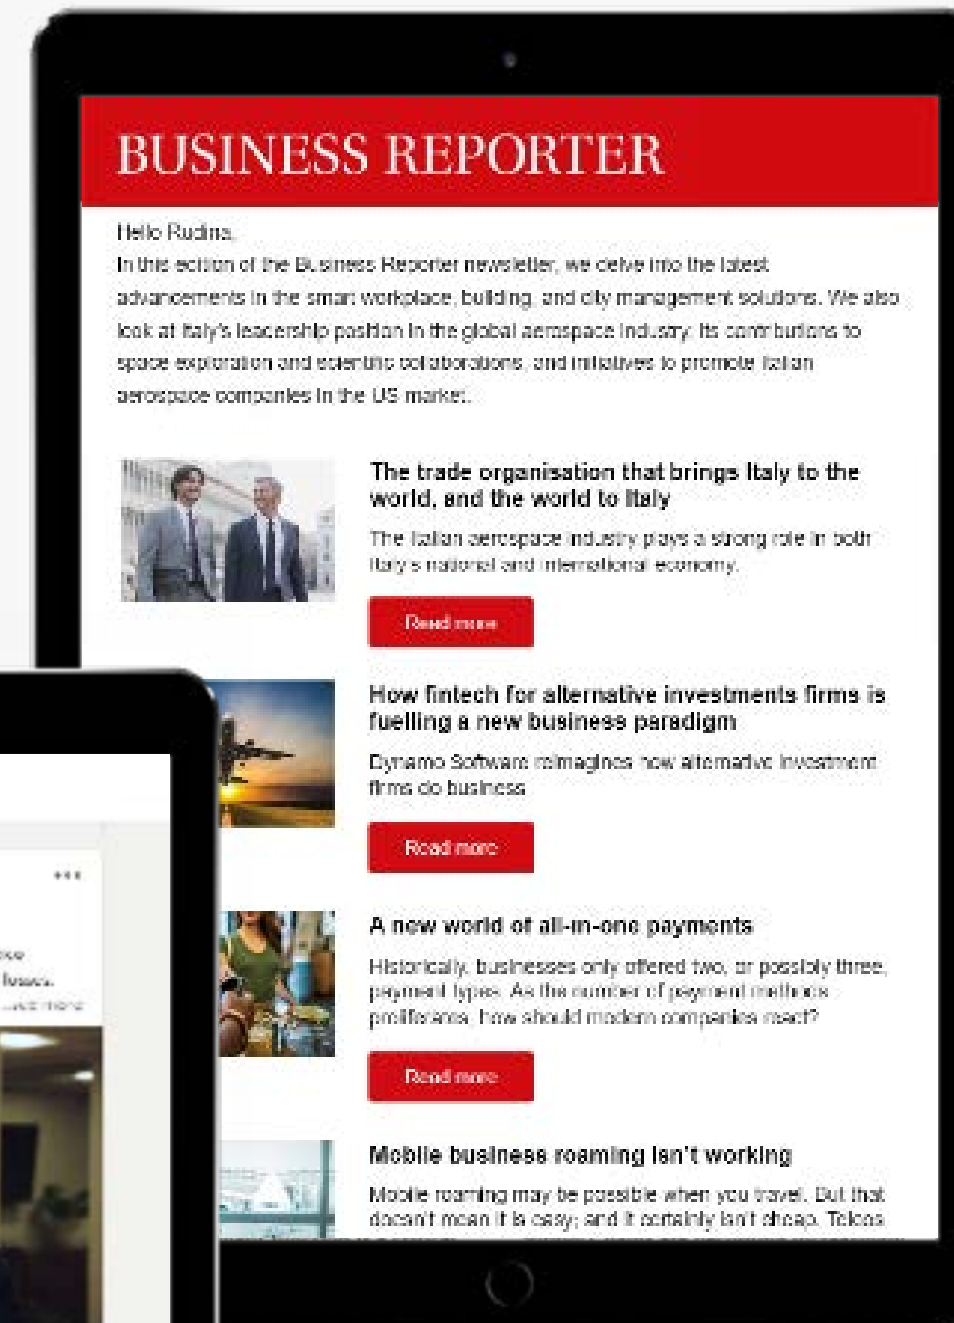 BUSINESS REPORTER
Hello Rudina,
In this edition of the Business Reporter newsletter, we delve into the latest
advancements in the smart workplace, building, and city management solutions. We also
look at Italy's leadership position in the global aerospace industry, its contributions to
space exploration and scientific collaborations, and initiatives to promote Italian
aerospace companies in the US market.
The trade organisation that brings Italy to the
world, and the world to Italy
The Italian aerospace industry plays a strong role in both
Italy's national and international economy.
Read more
How fintech for alternative investments firms is
fuelling a new business paradigm
Dynamo Software reimagines how alternative investment
firms do business
Read more
A new world of all-in-one payments
Historically, businesses only offered two, or possibly three,
payment types. As the number of payment methods
proliferates, how should modern companies react?
Read more
Mobile business roaming isn't working
Mobile roaming may be possible when you travel. But that
doesn't mean it is easy; and it certainly isn't cheap. Telcos
losses.